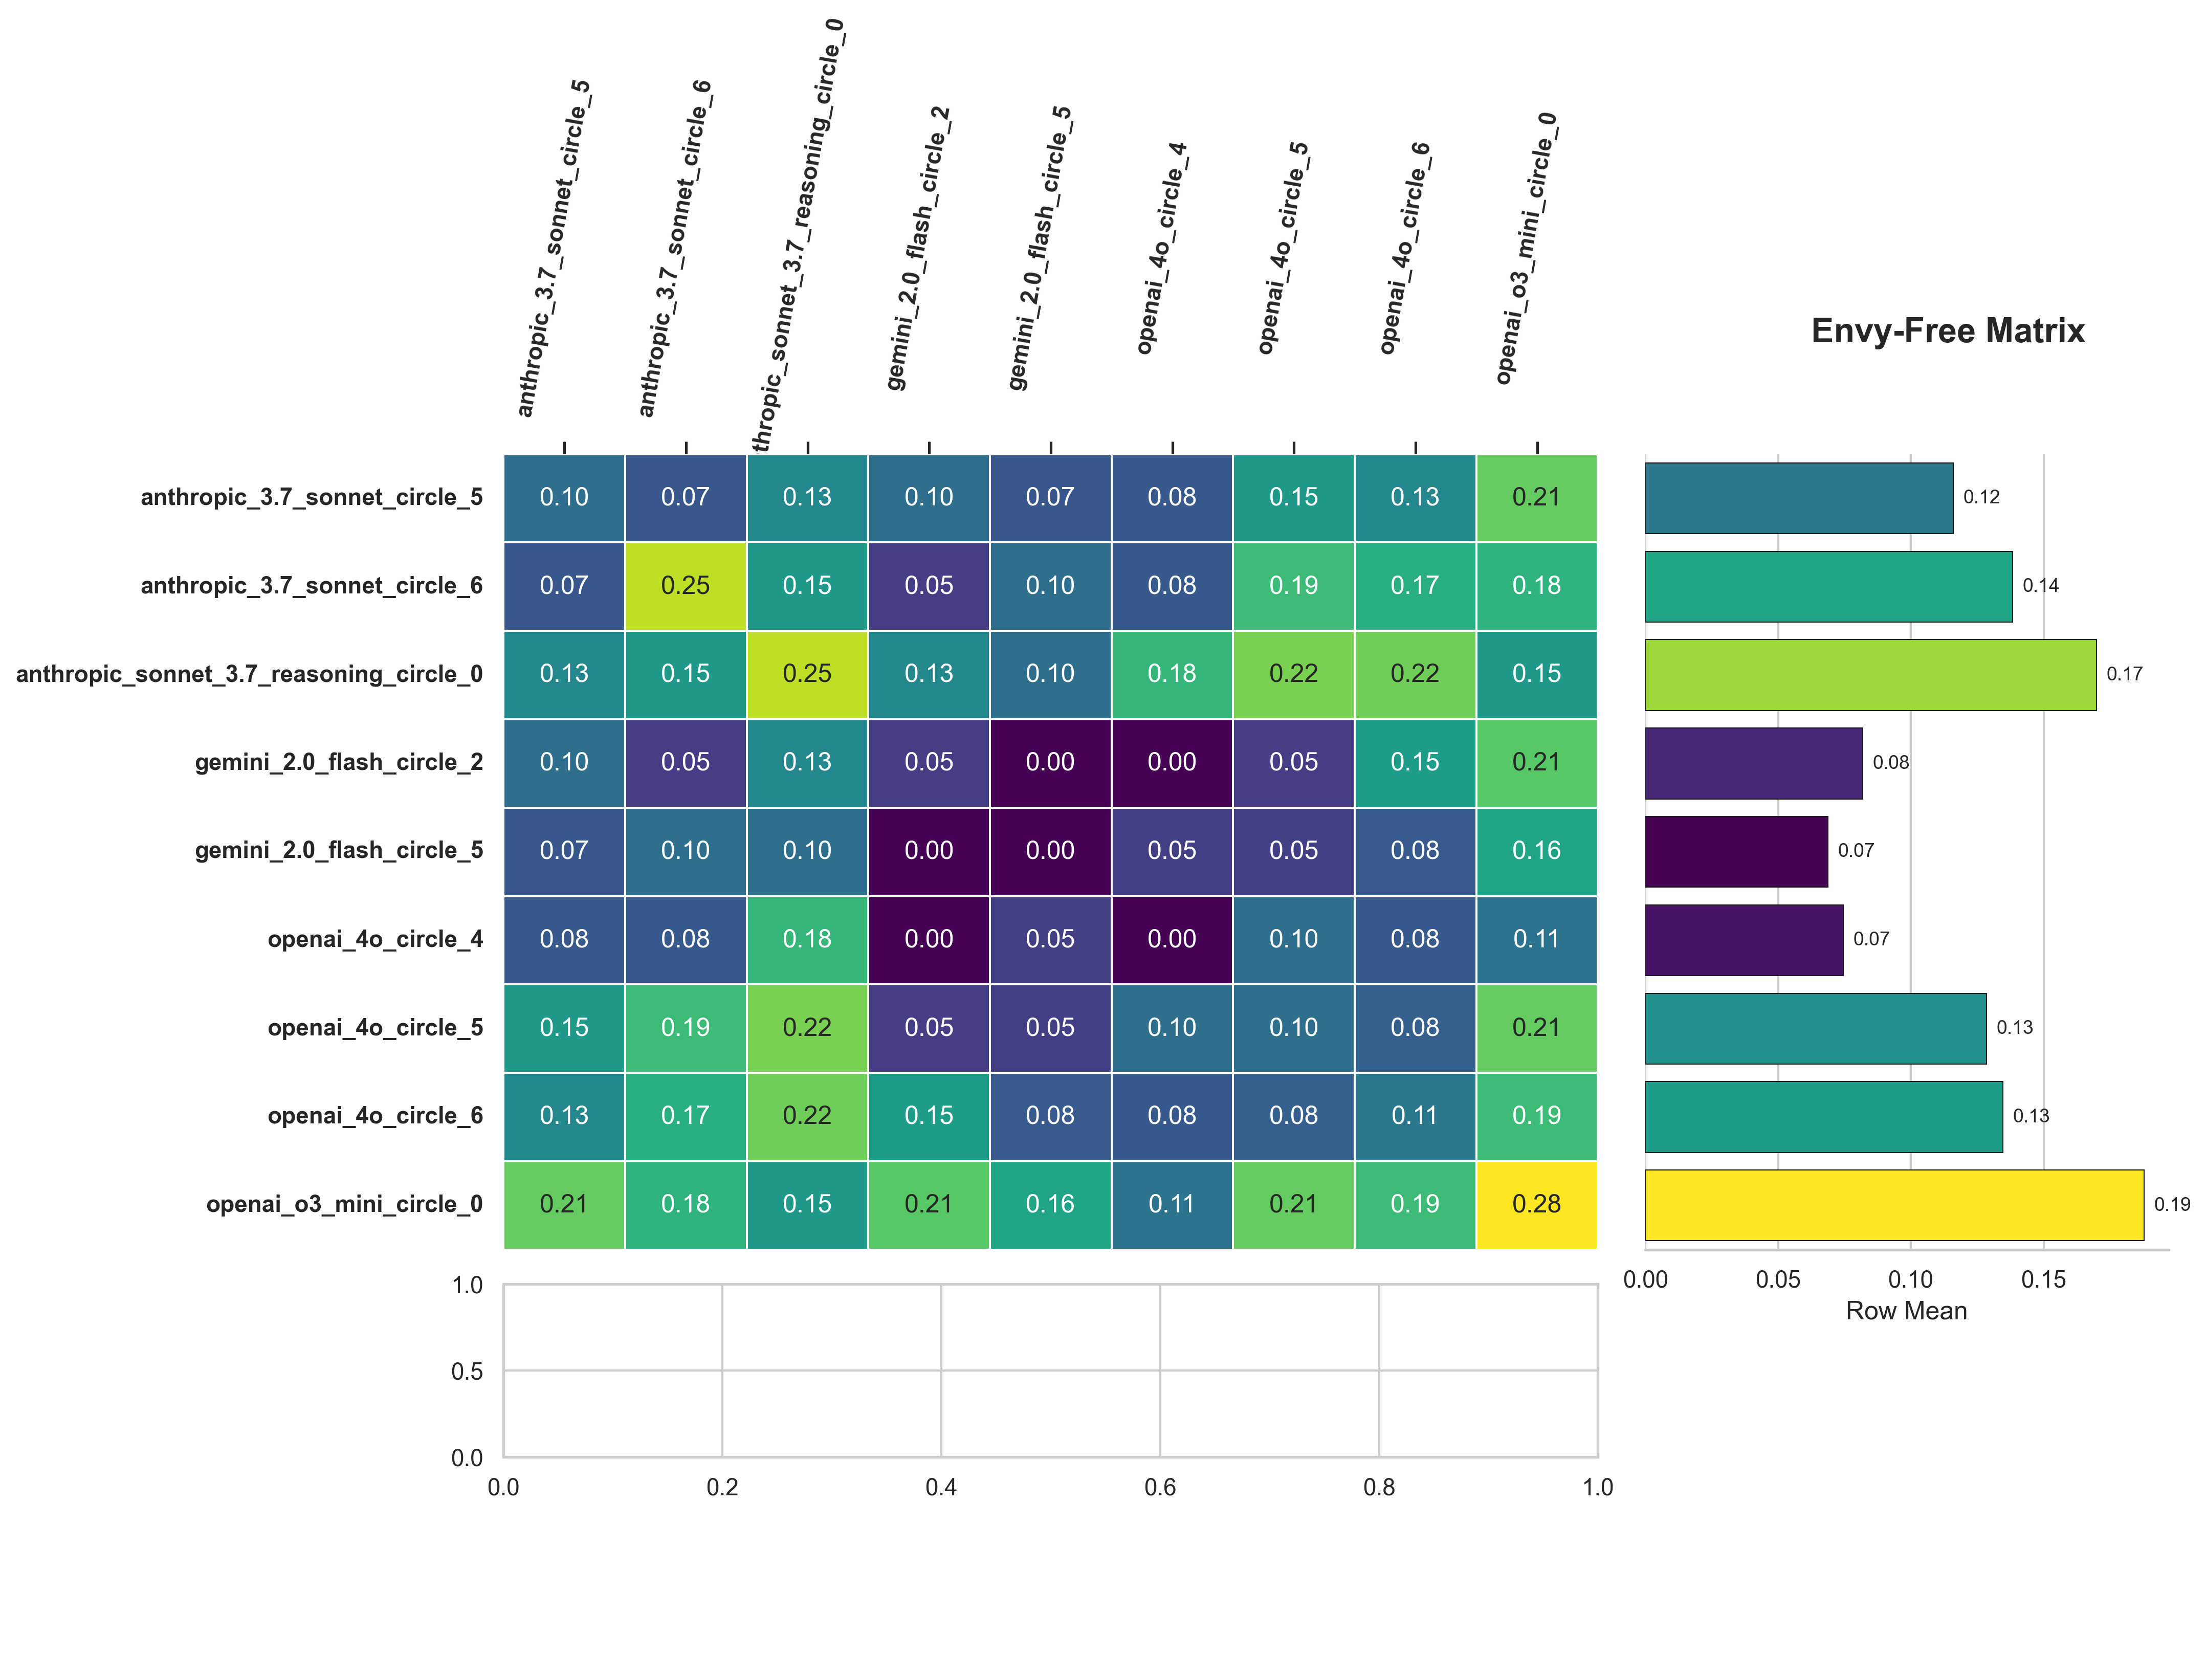 anthropic_3.7_sonnet_circle_5
anthropic_3.7_sonnet_circle_6
thropic_sonnet_3.7_reasoning_circle_0
gemini_2.0_flash_circle_2
gemini_2.0_flash_circle_5
openai_4o_circle_4
openai_4o_circle_5
openai_4o_circle_6
openai_o3_mini_circle_0
Envy-Free Matrix
anthropic_3.7_sonnet_circle_5 0.10 0.07 0.13 0.10 0.07 0.08 0.15 0.13 0.21 0.12
anthropic_3.7_sonnet_circle_6 0.07 0.25 0.15 0.05 0.10 0.08 0.19 0.17 0.18 0.14
anthropic_sonnet_3.7_reasoning_circle_0 0.13 0.15 0.25 0.13 0.10 0.18 0.22 0.22 0.15 0.17
gemini_2.0_flash_circle_2 0.10 0.05 0.13 0.05 0.00 0.00 0.05 0.15 0.21 0.08
gemini_2.0_flash_circle_5 0.07 0.10 0.10 0.00 0.00 0.05 0.05 0.08 0.16 0.07
openai_4o_circle_4 0.08 0.08 0.18 0.00 0.05 0.00 0.10 0.08 0.11 0.07
openai_4o_circle_5 0.15 0.19 0.22 0.05 0.05 0.10 0.10 0.08 0.21 0.13
openai_4o_circle_6 0.13 0.17 0.22 0.15 0.08 0.08 0.08 0.11 0.19 0.13
openai_o3_mini_circle_0 0.21 0.18 0.15 0.21 0.16 0.11 0.21 0.19 0.28 0.19
0.00 0.05 0.10 0.15
Row Mean
1.0
0.5
0.0
0.0 0.2 0.4 0.6 0.8 1.0